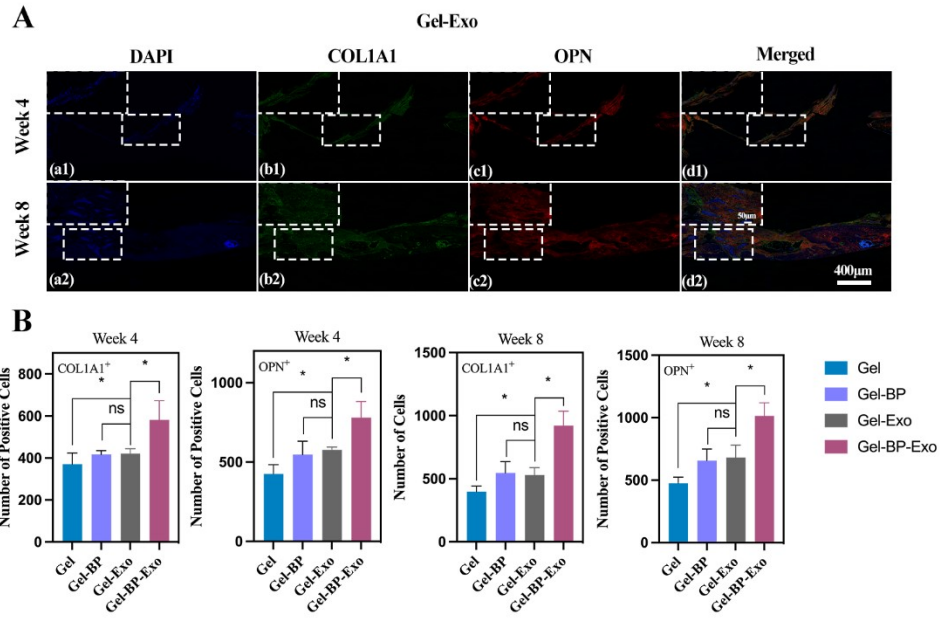 A
Gel-Exo
DAPI COL1A1 OPN Merged
Week 4
(a1) (b1) (c1) (d1)
Week 8
50μm
(a2) (b2) (c2) (d2)
400μm
B
Week 4
Number of Positive Cells
COL1A1+
*
*
ns
800
600
400
200
0
Gel
Gel-BP
Gel-Exo
Gel-BP-Exo
Week 4
Number of Positive Cells
OPN+
*
*
ns
1000
500
0
Gel
Gel-BP
Gel-Exo
Gel-BP-Exo
Week 8
Number of Cells
COL1A1+
*
*
ns
1500
1000
500
0
Gel
Gel-BP
Gel-Exo
Gel-BP-Exo
Week 8
Number of Positive Cells
OPN+
*
*
ns
1500
1000
500
0
Gel
Gel-BP
Gel-Exo
Gel-BP-Exo
Gel
Gel-BP
Gel-Exo
Gel-BP-Exo